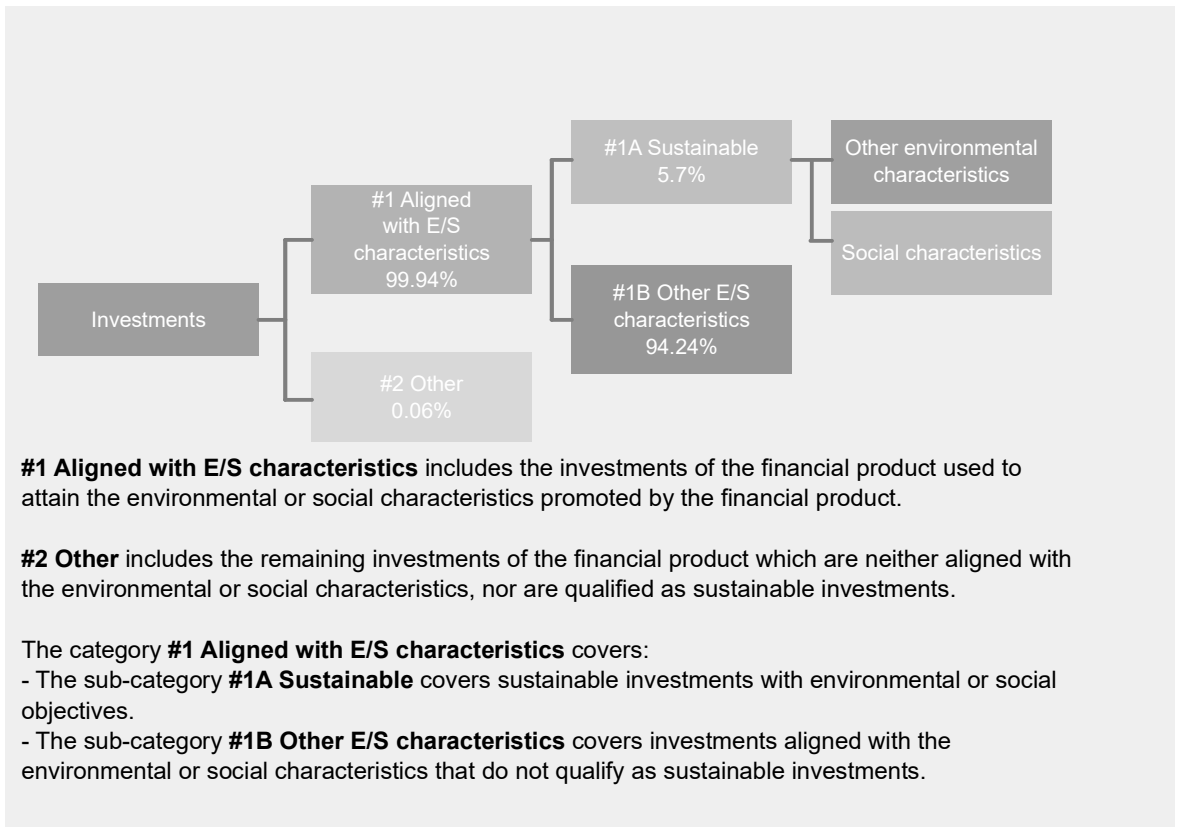 Investments
#1 Aligned
with E/S
characteristics
99.94%
#2 Other
0.06%
#1A Sustainable
5.7%
#1B Other E/S
characteristics
94.24%
Other environmental
characteristics
Social characteristics
#1 Aligned with E/S characteristics includes the investments of the financial product used to
attain the environmental or social characteristics promoted by the financial product.
#2 Other includes the remaining investments of the financial product which are neither aligned with
the environmental or social characteristics, nor are qualified as sustainable investments.
The category #1 Aligned with E/S characteristics covers:
- The sub-category #1A Sustainable covers sustainable investments with environmental or social
objectives.
- The sub-category #1B Other E/S characteristics covers investments aligned with the
environmental or social characteristics that do not qualify as sustainable investments.